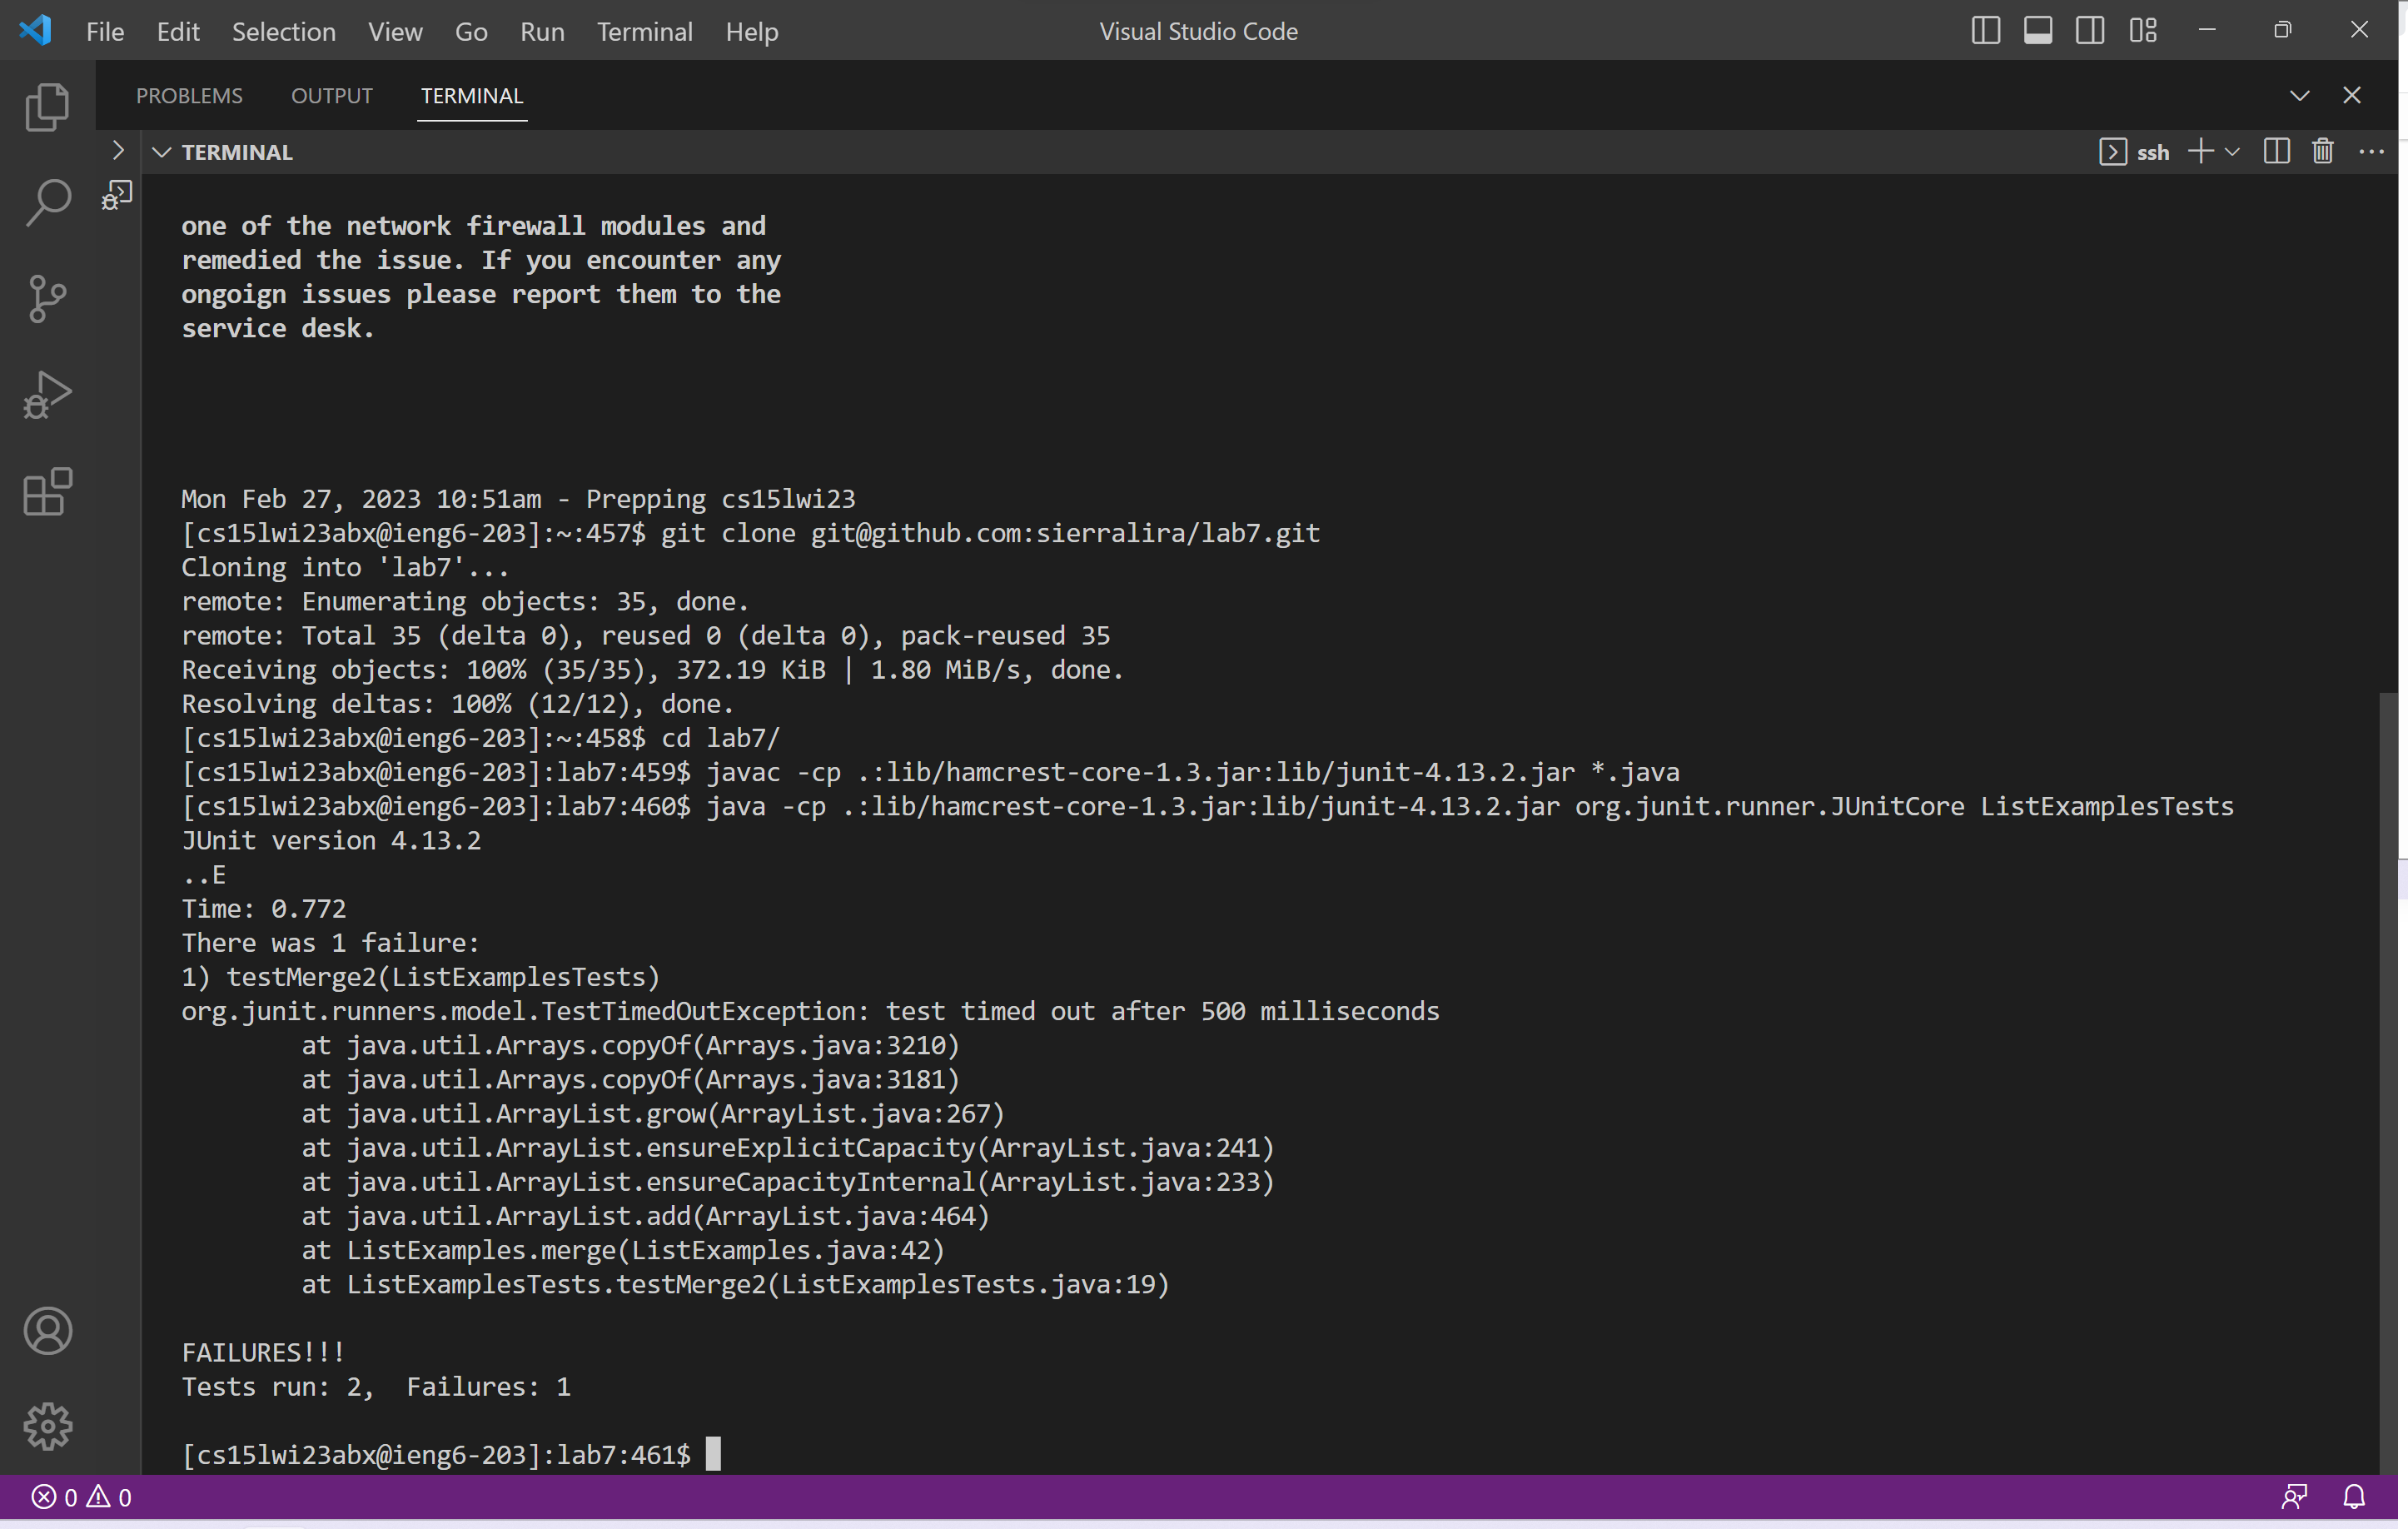 File Edit Selection View Go Run Terminal Help Visual Studio Code
PROBLEMS OUTPUT TERMINAL
TERMINAL ssh
one of the network firewall modules and
remedied the issue. If you encounter any
ongoign issues please report them to the
service desk.
Mon Feb 27, 2023 10:51am - Prepping cs15lwi23
[cs15lwi23abx@ieng6-203]:~:457$ git clone git@github.com:sierralira/lab7.git
Cloning into 'lab7'...
remote: Enumerating objects: 35, done.
remote: Total 35 (delta 0), reused 0 (delta 0), pack-reused 35
Receiving objects: 100% (35/35), 372.19 KiB | 1.80 MiB/s, done.
Resolving deltas: 100% (12/12), done.
[cs15lwi23abx@ieng6-203]:~:458$ cd lab7/
[cs15lwi23abx@ieng6-203]:lab7:459$ javac -cp .:lib/hamcrest-core-1.3.jar:lib/junit-4.13.2.jar *.java
[cs15lwi23abx@ieng6-203]:lab7:460$ java -cp .:lib/hamcrest-core-1.3.jar:lib/junit-4.13.2.jar org.junit.runner.JUnitCore ListExamplesTests
JUnit version 4.13.2
..E
Time: 0.772
There was 1 failure:
1) testMerge2(ListExamplesTests)
org.junit.runners.model.TestTimedOutException: test timed out after 500 milliseconds
at java.util.Arrays.copyOf(Arrays.java:3210)
at java.util.Arrays.copyOf(Arrays.java:3181)
at java.util.ArrayList.grow(ArrayList.java:267)
at java.util.ArrayList.ensureExplicitCapacity(ArrayList.java:241)
at java.util.ArrayList.ensureCapacityInternal(ArrayList.java:233)
at java.util.ArrayList.add(ArrayList.java:464)
at ListExamples.merge(ListExamples.java:42)
at ListExamplesTests.testMerge2(ListExamplesTests.java:19)
FAILURES!!!
Tests run: 2,  Failures: 1
[cs15lwi23abx@ieng6-203]:lab7:461$
0 0